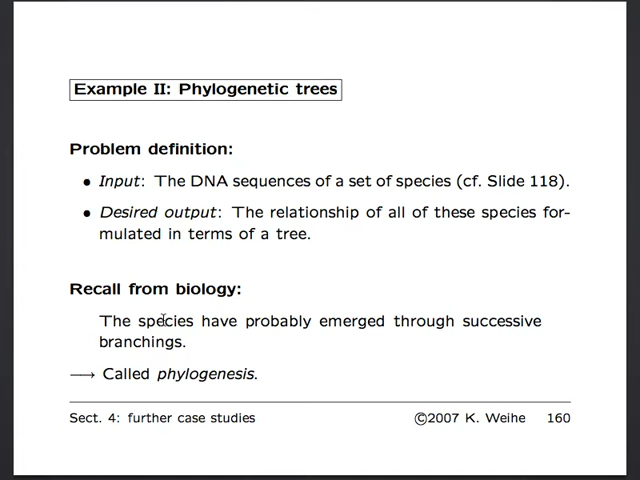 Example II: Phylogenetic trees
Problem definition:
• Input: The DNA sequences of a set of species (cf. Slide 118).
• Desired output: The relationship of all of these species for-
mulated in terms of a tree.
Recall from biology:
The species have probably emerged through successive
branchings.
⟶ Called phylogenesis.
Sect. 4: further case studies ©2007 K. Weihe 160